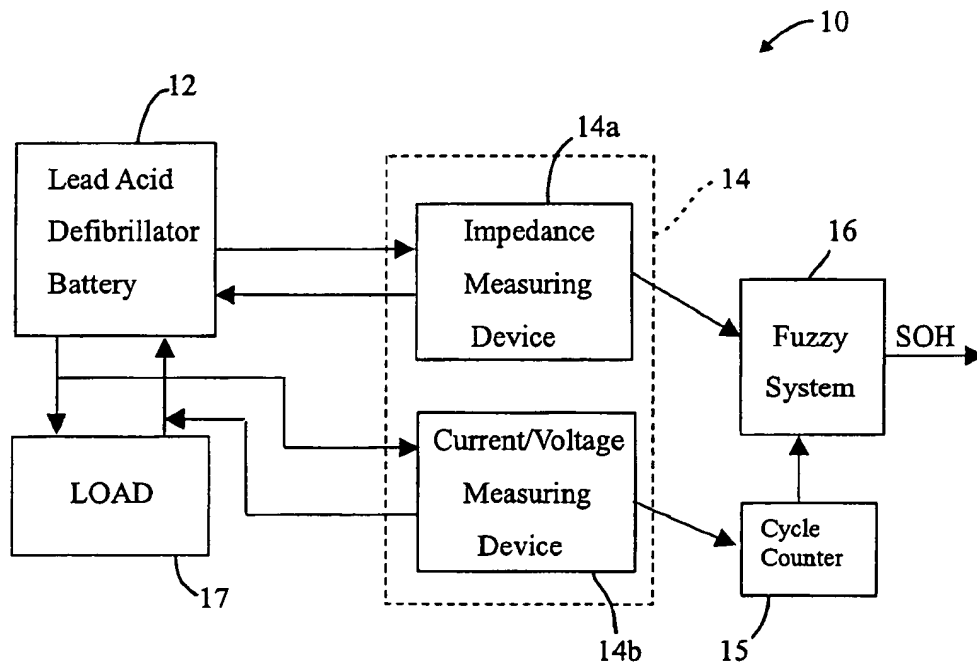 10
12
Lead Acid
Defibrillator
Battery
14a
Impedance
Measuring
Device
14
16
Fuzzy
System
SOH
LOAD
17
Current/Voltage
Measuring
Device
14b
Cycle
Counter
15